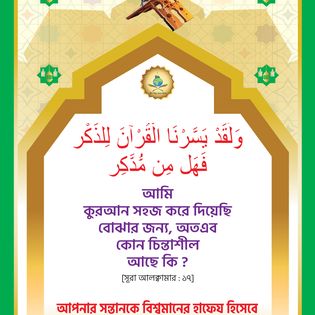 وَلَقَدْ يَسَّرْنَا الْقُرْآنَ لِلذِّكْرِ
فَهَلْ مِن مُّدَّكِرٍ
আমি
কুরআন সহজ করে দিয়েছি
বোঝার জন্য, অতএব
কোন চিন্তাশীল
আছে কি ?
[সূরা আলক্বামার : ১৭]
আপনার সন্তানকে বিশ্বমানের হাফেয হিসেবে